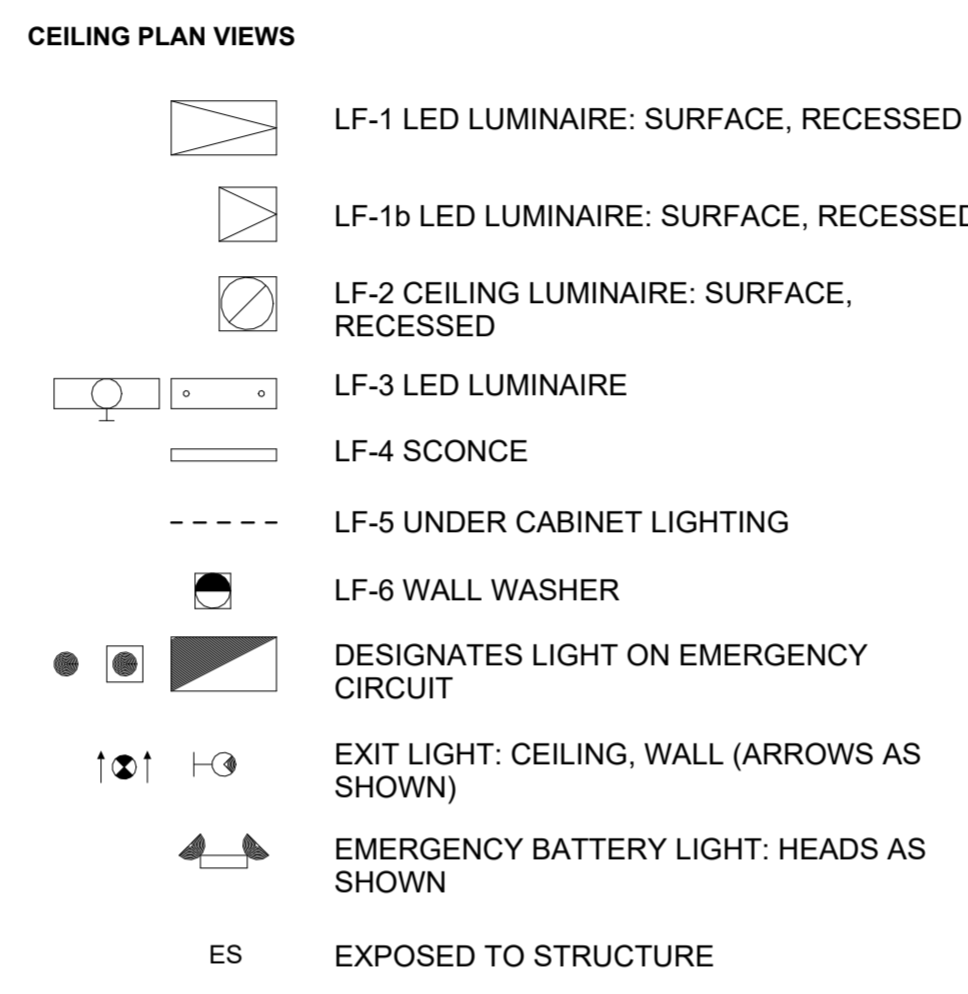 CEILING PLAN VIEWS
LF-1 LED LUMINAIRE: SURFACE, RECESSED
LF-1b LED LUMINAIRE: SURFACE, RECESSED
LF-2 CEILING LUMINAIRE: SURFACE,
RECESSED
LF-3 LED LUMINAIRE
LF-4 SCONCE
LF-5 UNDER CABINET LIGHTING
LF-6 WALL WASHER
DESIGNATES LIGHT ON EMERGENCY
CIRCUIT
EXIT LIGHT: CEILING, WALL (ARROWS AS
SHOWN)
EMERGENCY BATTERY LIGHT: HEADS AS
SHOWN
ES EXPOSED TO STRUCTURE